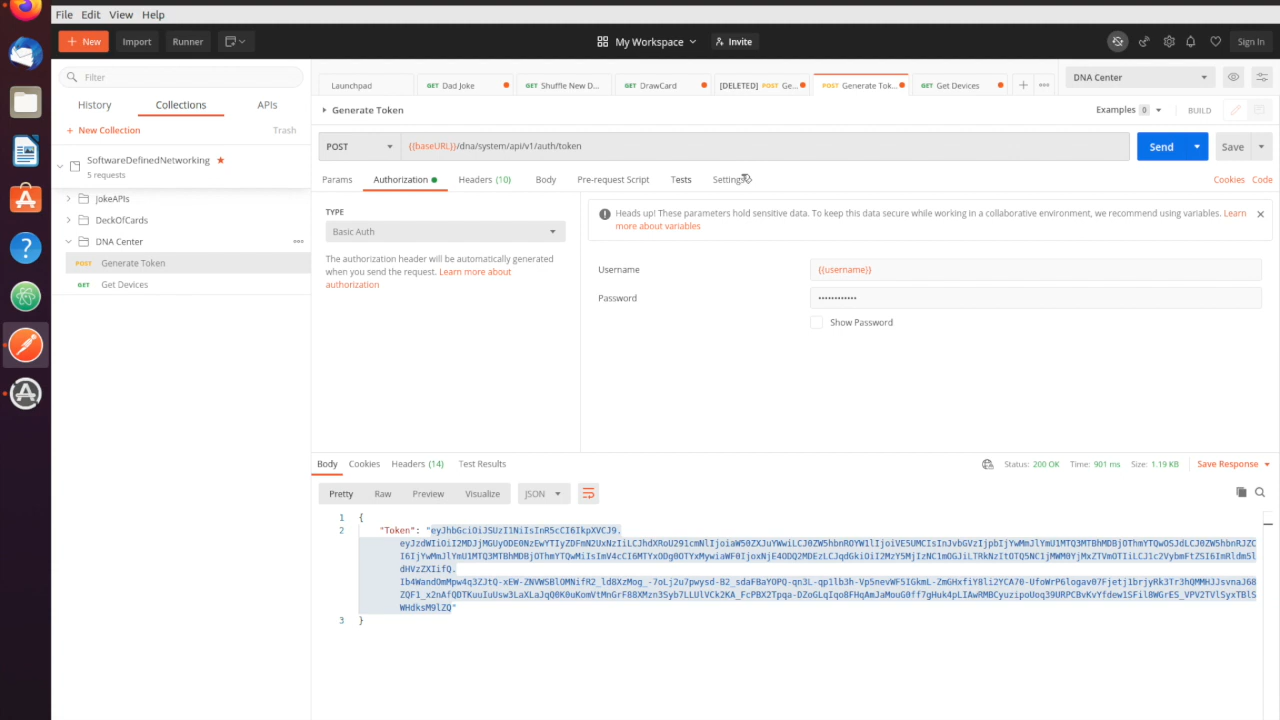 File Edit View Help
+ New Import Runner My Workspace Invite Sign In
Filter
History Collections APIs
+ New Collection Trash
SoftwareDefinedNetworking
5 requests
JokeAPIs
DeckOfCards
DNA Center
POST Generate Token
GET Get Devices
Launchpad GET Dad Joke GET Shuffle New D... GET DrawCard [DELETED] POST Ge... POST Generate Tok... GET Get Devices + DNA Center
Generate Token Examples 0 BUILD
POST {{baseURL}}/dna/system/api/v1/auth/token Send Save
Params Authorization Headers (10) Body Pre-request Script Tests Settings Cookies Code
TYPE
Basic Auth
The authorization header will be automatically generated
when you send the request. Learn more about
authorization
Heads up! These parameters hold sensitive data. To keep this data secure while working in a collaborative environment, we recommend using variables. Learn
more about variables
Username {{username}}
Password ••••••••••••
Show Password
Body Cookies Headers (14) Test Results Status: 200 OK Time: 901 ms Size: 1.19 KB Save Response
Pretty Raw Preview Visualize JSON
1 {
2 "Token": "eyJhbGciOiJSUzI1NiIsInR5cCI6IkpXVCJ9.
3 }